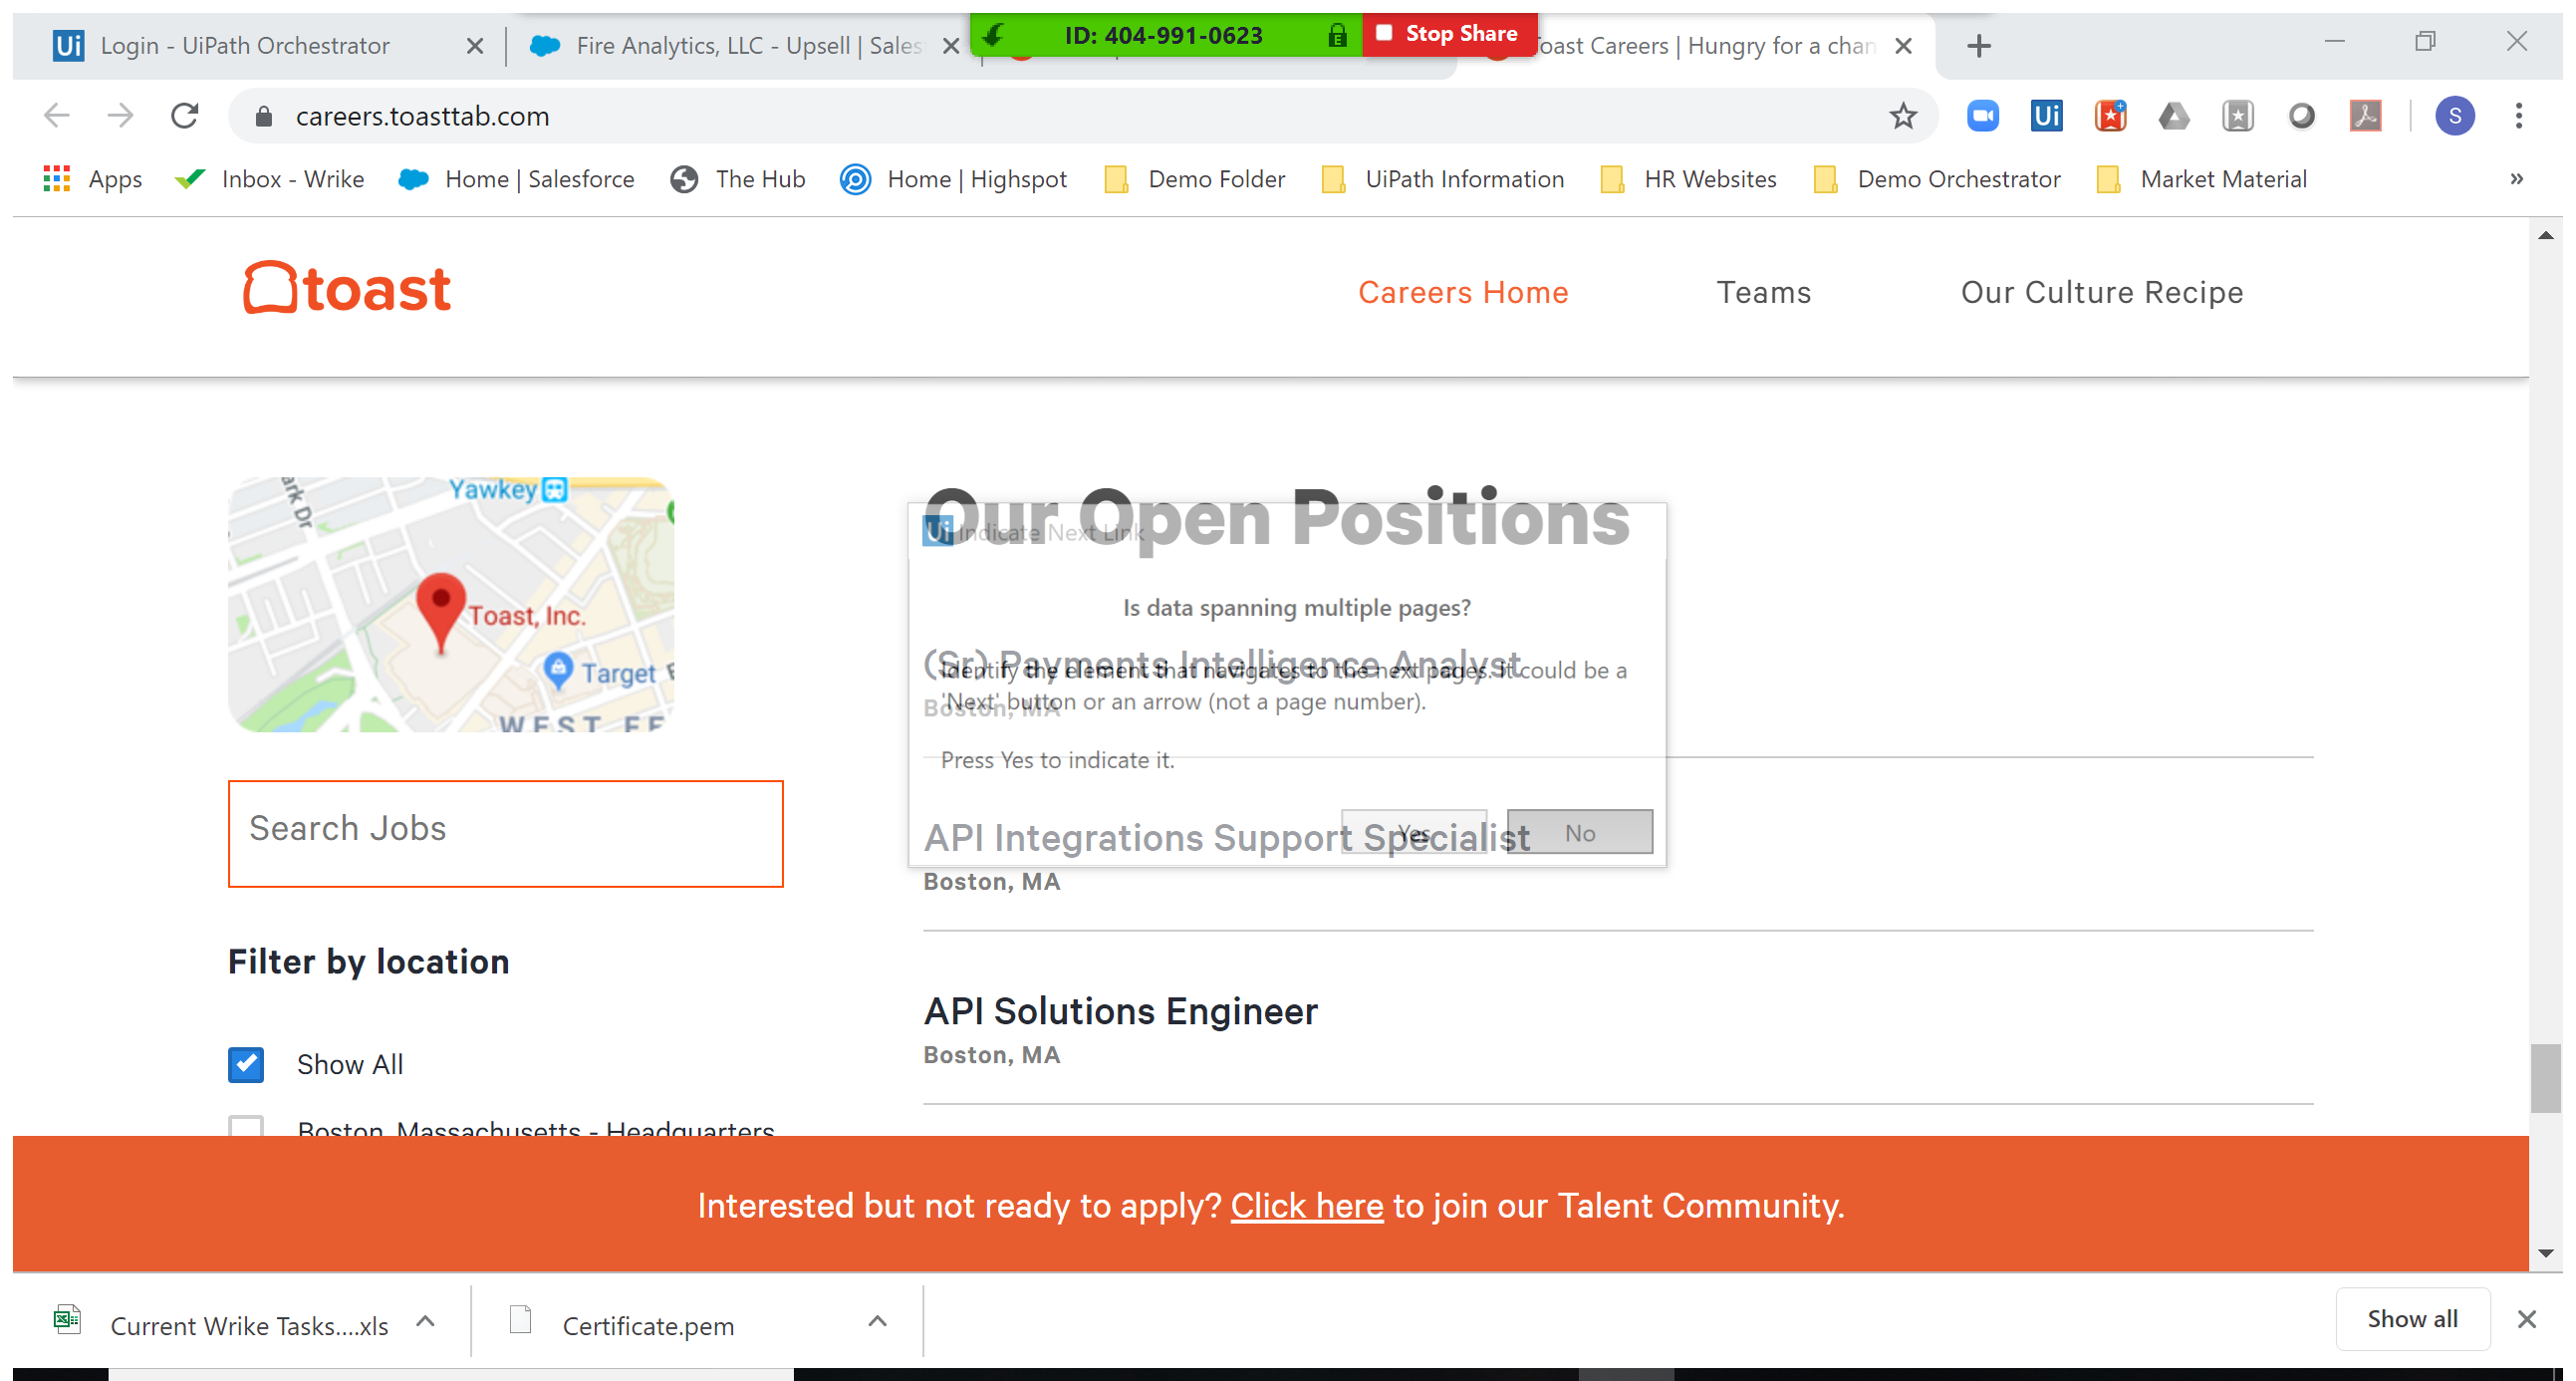 Ui Login - UiPath Orchestrator
Fire Analytics, LLC - Upsell | Sales
ID: 404-991-0623
Stop Share
oast Careers | Hungry for a chan
careers.toasttab.com
Ui
S
Apps
Inbox - Wrike
Home | Salesforce
The Hub
Home | Highspot
Demo Folder
UiPath Information
HR Websites
Demo Orchestrator
Market Material
»
toast
Careers Home
Teams
Our Culture Recipe
ark Dr
Yawkey
Toast, Inc.
Target
WEST FE
Our Open Positions
Ui Indicate Next Link
Is data spanning multiple pages?
(Sr) Payments Intelligence Analyst
Boston, MA
Identify the element that navigates to the next pages. It could be a
'Next' button or an arrow (not a page number).
Press Yes to indicate it.
Yes
No
API Integrations Support Specialist
Boston, MA
API Solutions Engineer
Boston, MA
Search Jobs
Filter by location
Show All
Boston, Massachusetts - Headquarters
Interested but not ready to apply? Click here to join our Talent Community.
Current Wrike Tasks....xls
Certificate.pem
Show all